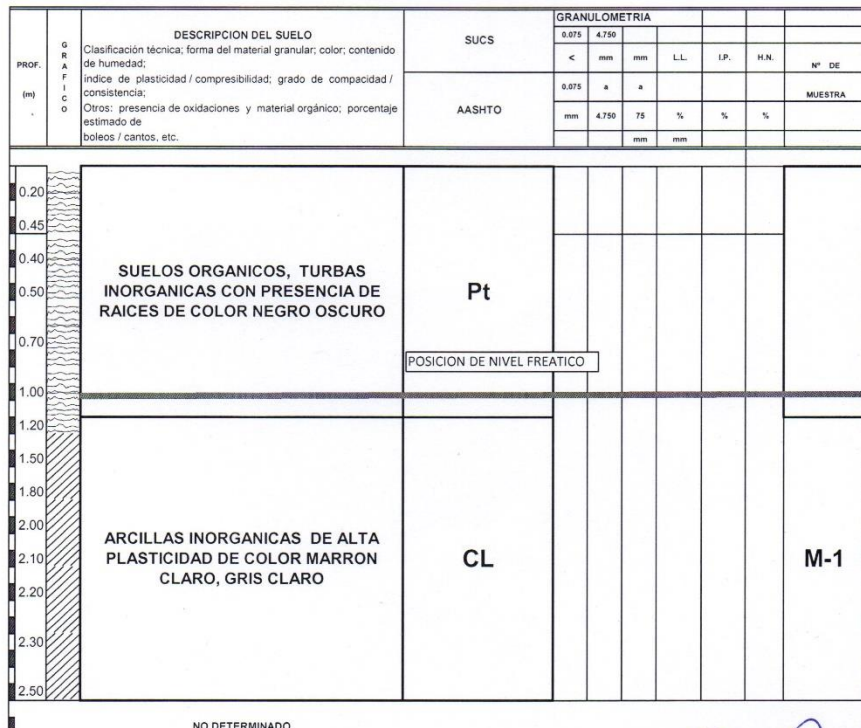 PROF.
(m)
GRAFICO
DESCRIPCION DEL SUELO
Clasificación técnica; forma del material granular; color; contenido
de humedad;
índice de plasticidad / compresibilidad; grado de compacidad /
consistencia;
Otros: presencia de oxidaciones y material orgánico; porcentaje
estimado de
boleos / cantos, etc.
SUCS
AASHTO
GRANULOMETRIA
0.075 4.750
< mm mm L.L. I.P. H.N.
0.075 a a
mm 4.750 75 % % %
mm mm
N° DE
MUESTRA
0.20
0.45
0.40
0.50
0.70
1.00
1.20
1.50
1.80
2.00
2.10
2.20
2.30
2.50
SUELOS ORGANICOS, TURBAS
INORGANICAS CON PRESENCIA DE
RAICES DE COLOR NEGRO OSCURO
Pt
POSICION DE NIVEL FREATICO
ARCILLAS INORGANICAS DE ALTA
PLASTICIDAD DE COLOR MARRON
CLARO, GRIS CLARO
CL
M-1
NO DETERMINADO